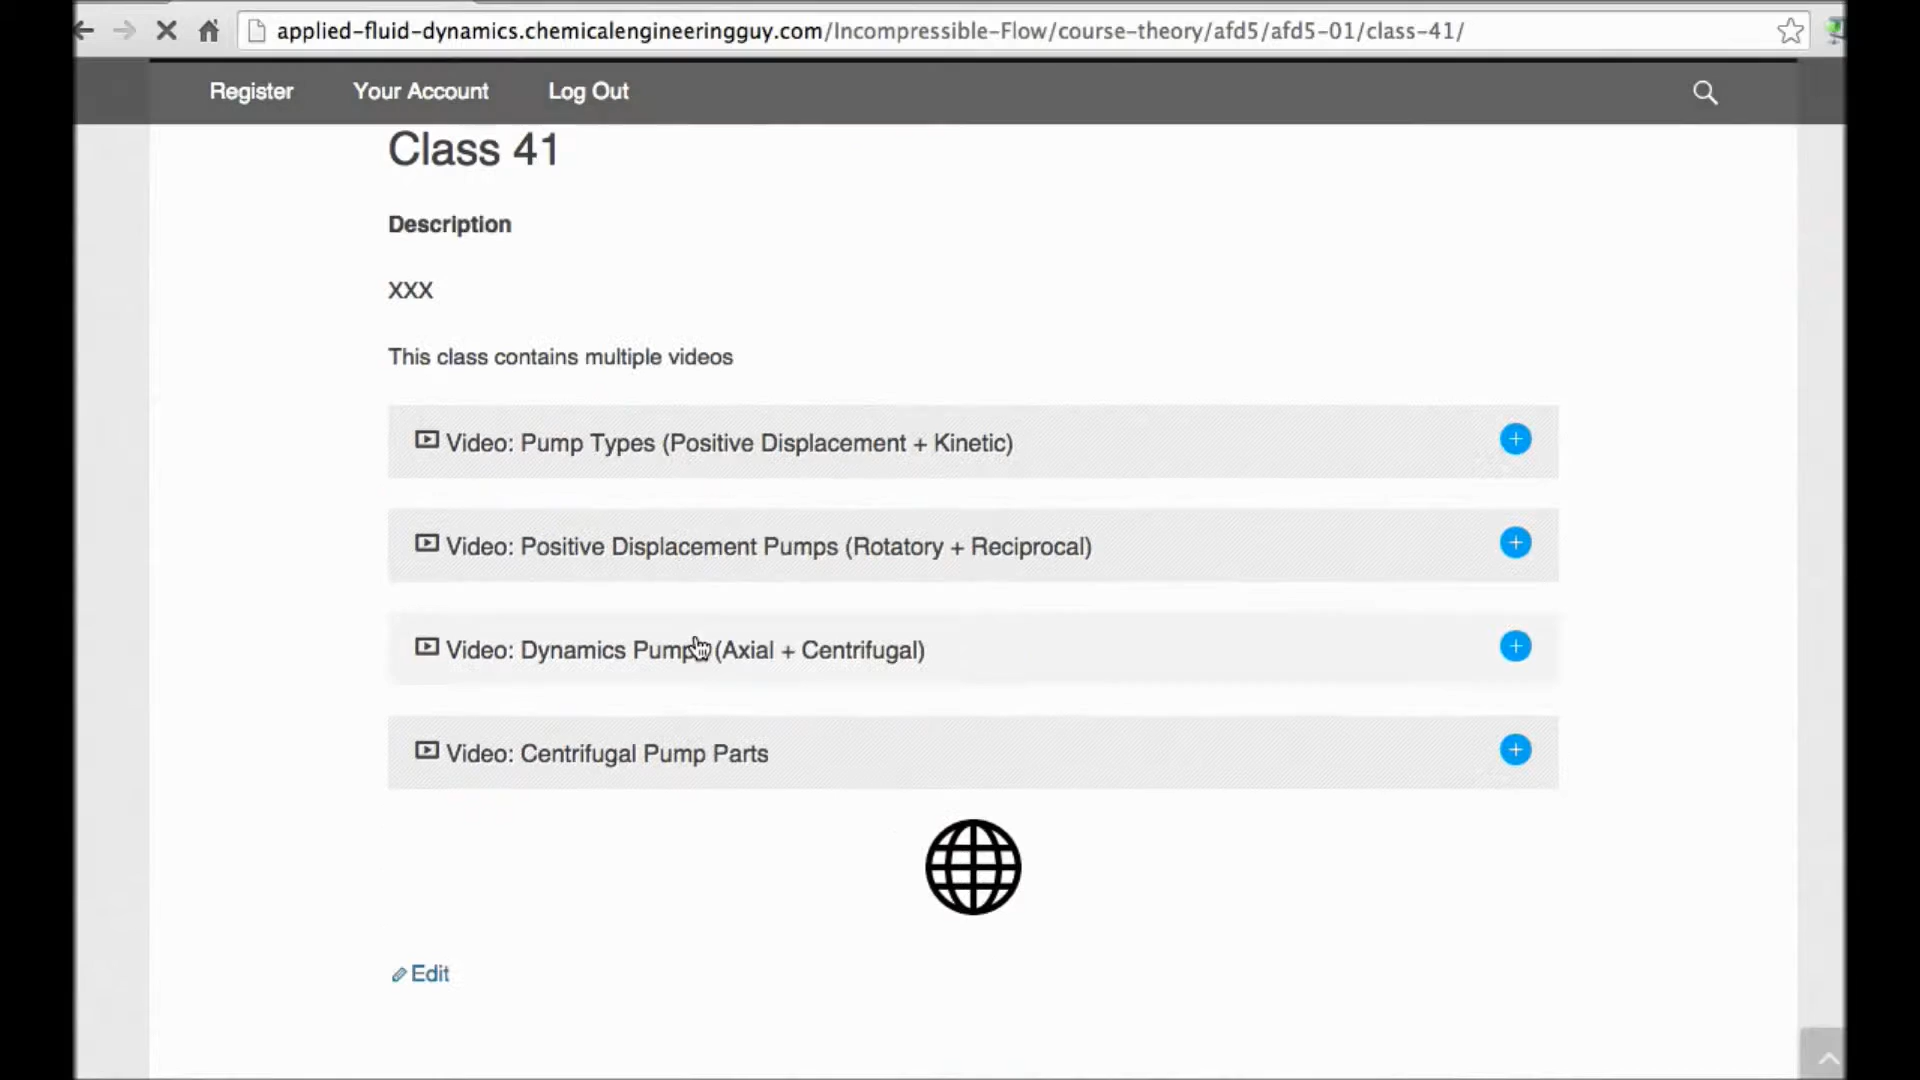 applied-fluid-dynamics.chemicalengineeringguy.com/Incompressible-Flow/course-theory/afd5/afd5-01/class-41/
Register Your Account Log Out
Class 41
Description
XXX
This class contains multiple videos
Video: Pump Types (Positive Displacement + Kinetic)
Video: Positive Displacement Pumps (Rotatory + Reciprocal)
Video: Dynamics Pumps (Axial + Centrifugal)
Video: Centrifugal Pump Parts
Edit